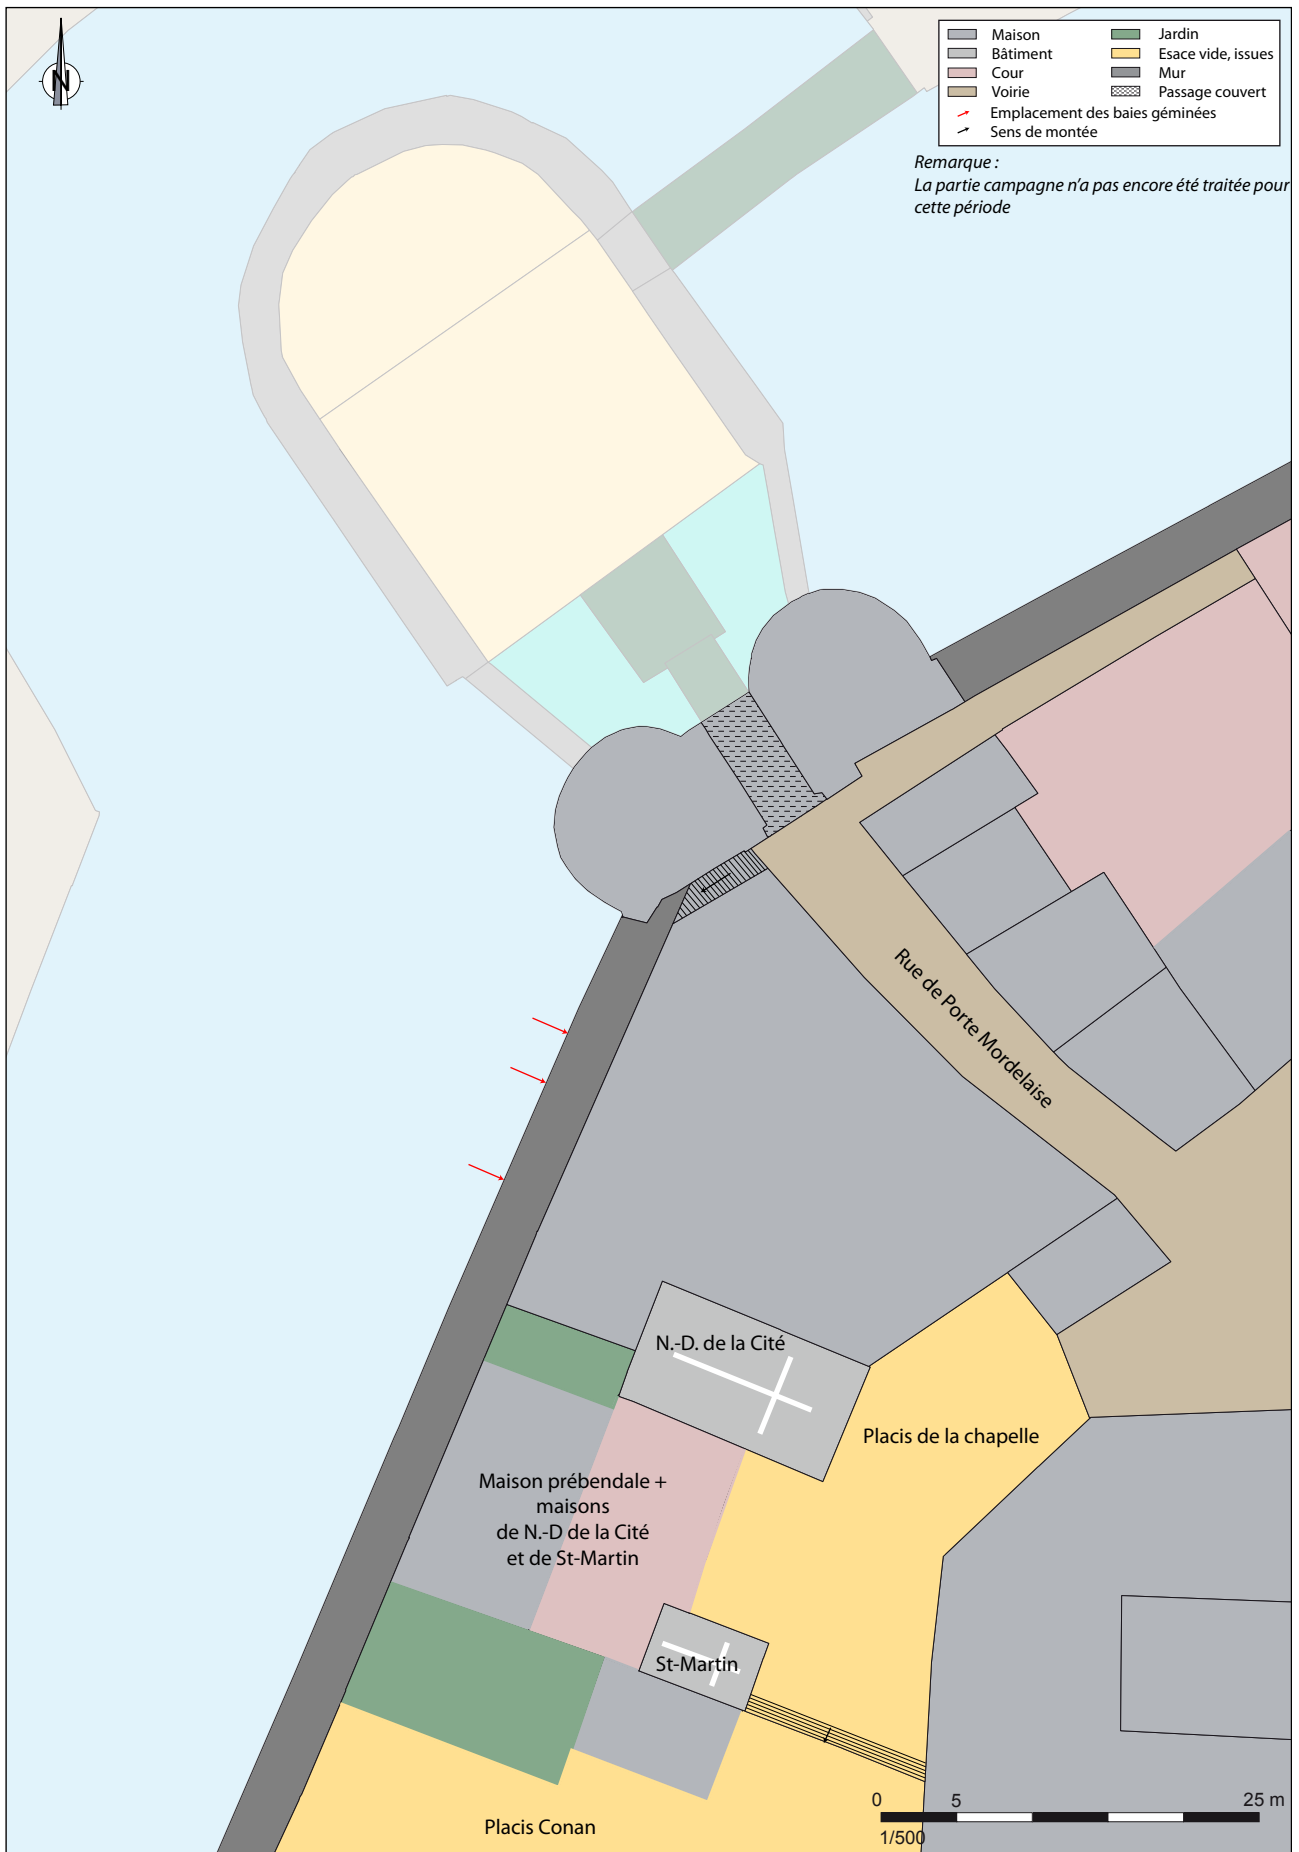 N
Maison
Bâtiment
Cour
Voirie
Jardin
Esace vide, issues
Mur
Passage couvert
Emplacement des baies géminées
Sens de montée
Remarque :
La partie campagne n'a pas encore été traitée pour
cette période
Rue de Porte Mordelaise
N.-D. de la Cité
Placis de la chapelle
Maison prébendale +
maisons
de N.-D de la Cité
et de St-Martin
St-Martin
Placis Conan
0 5 25 m
1/500